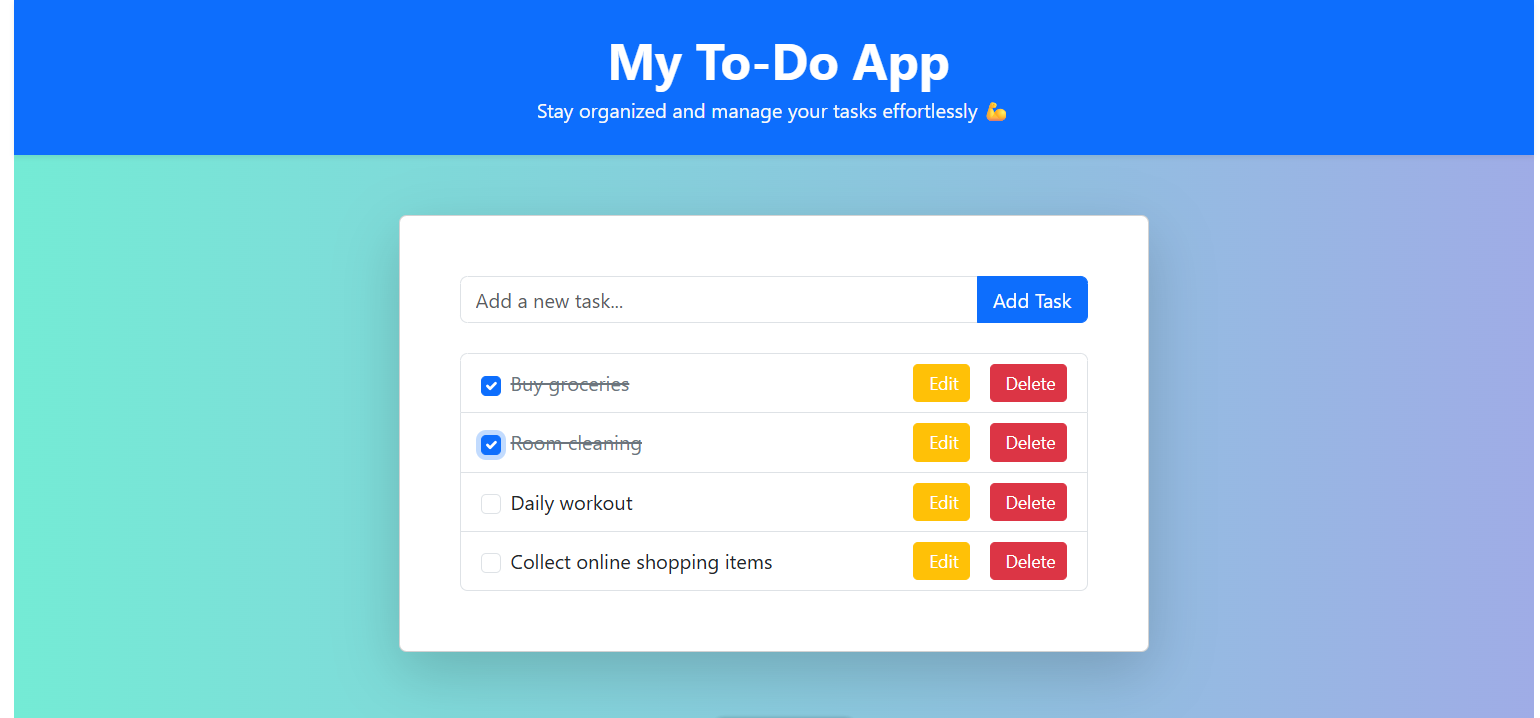 My To-Do App
Stay organized and manage your tasks effortlessly 💪
Add a new task... Add Task
Buy groceries Edit Delete
Room cleaning Edit Delete
Daily workout Edit Delete
Collect online shopping items Edit Delete